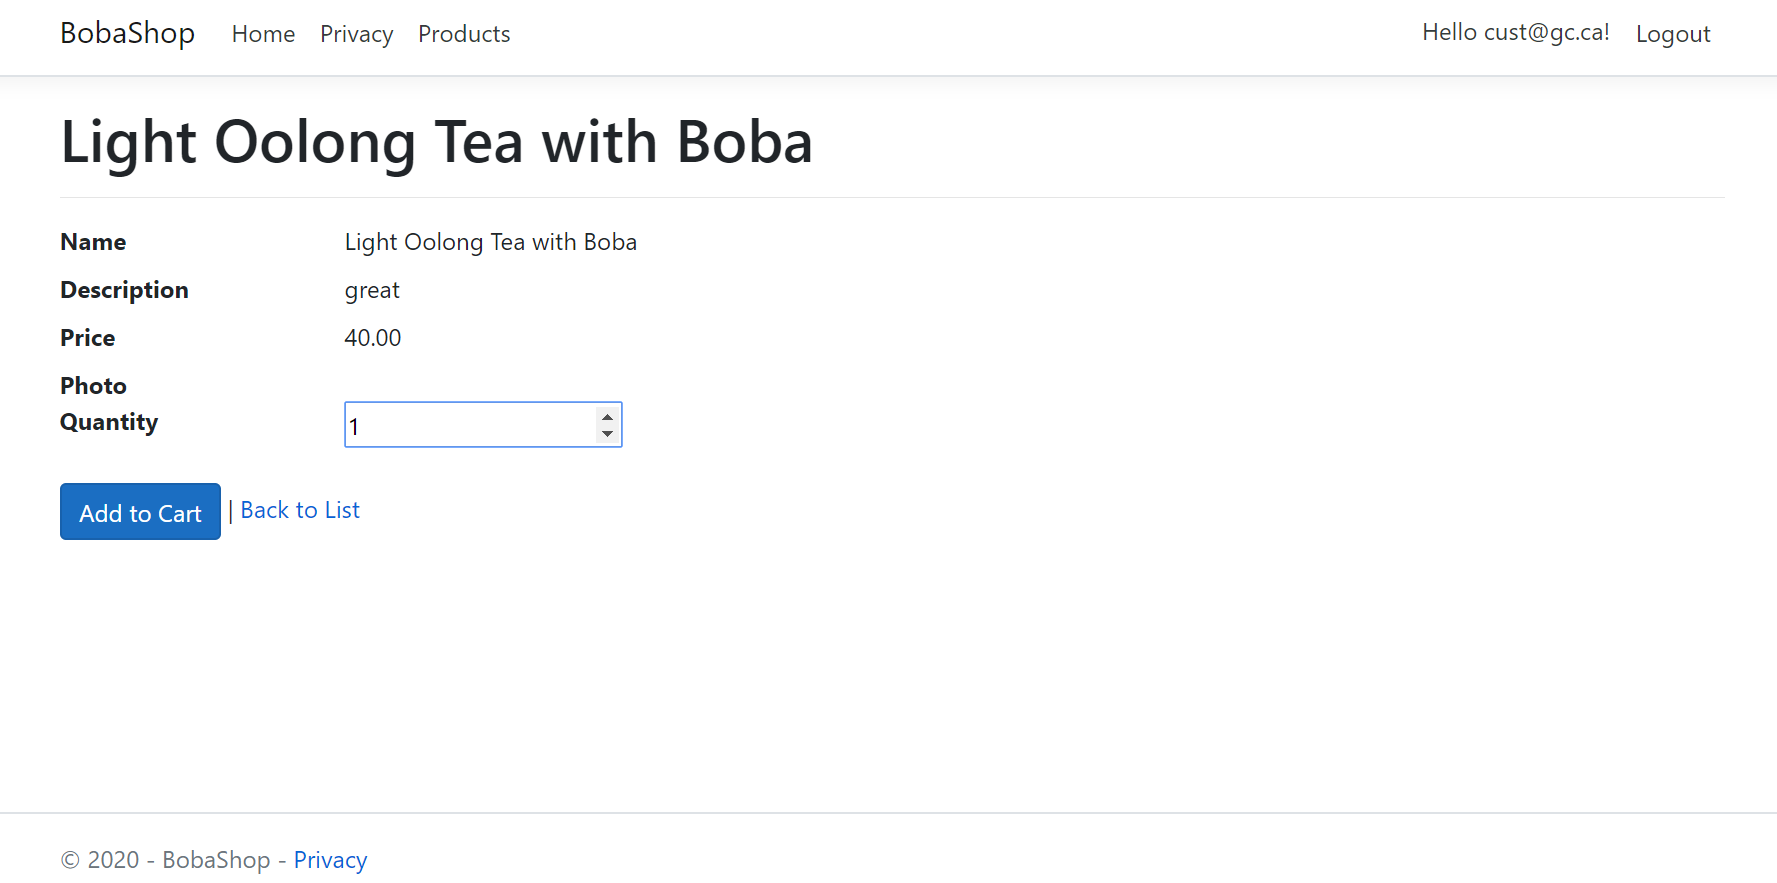 BobaShop Home Privacy Products Hello cust@gc.ca! Logout
Light Oolong Tea with Boba
Name Light Oolong Tea with Boba
Description great
Price 40.00
Photo
Quantity 1
Add to Cart | Back to List
© 2020 - BobaShop - Privacy